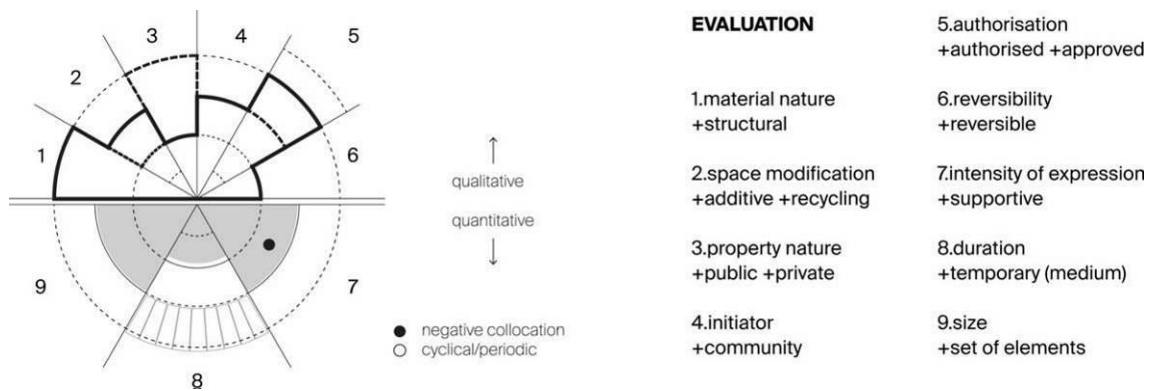 1
2
3
4
5
6
7
8
9
qualitative
quantitative
negative collocation
cyclical/periodic
EVALUATION
1.material nature
+structural
2.space modification
+additive +recycling
3.property nature
+public +private
4.initiator
+community
5.authorisation
+authorised +approved
6.reversibility
+reversible
7.intensity of expression
+supportive
8.duration
+temporary (medium)
9.size
+set of elements